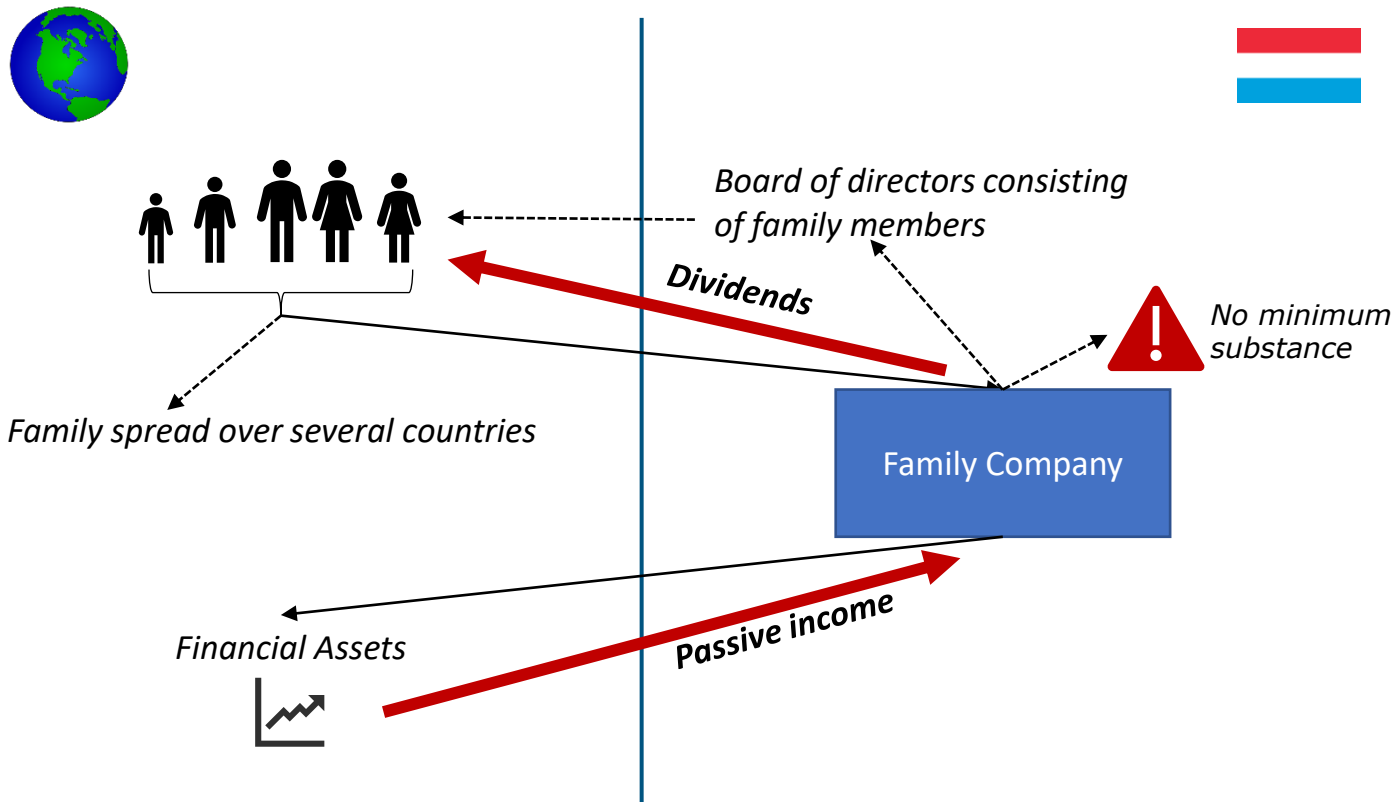 Board of directors consisting
of family members
Dividends
No minimum
substance
Family spread over several countries
Family Company
Passive income
Financial Assets